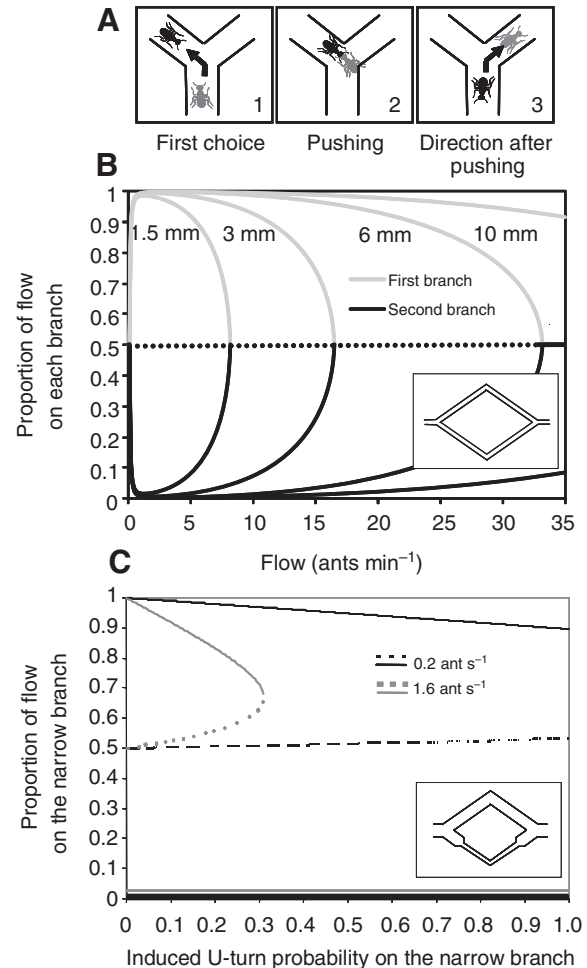 A
1
2
3
First choice
Pushing
Direction after
pushing
B
Proportion of flow
on each branch
1
0.9
0.8
0.7
0.6
0.5
0.4
0.3
0.2
0.1
0
1.5 mm
3 mm
6 mm
10 mm
First branch
Second branch
0
5
10
15
20
25
30
35
Flow (ants min⁻¹)
C
Proportion of flow
on the narrow branch
1
0.9
0.8
0.7
0.6
0.5
0.4
0.3
0.2
0.1
0
0.2 ant s⁻¹
1.6 ant s⁻¹
0
0.1
0.2
0.3
0.4
0.5
0.6
0.7
0.8
0.9
1.0
Induced U-turn probability on the narrow branch